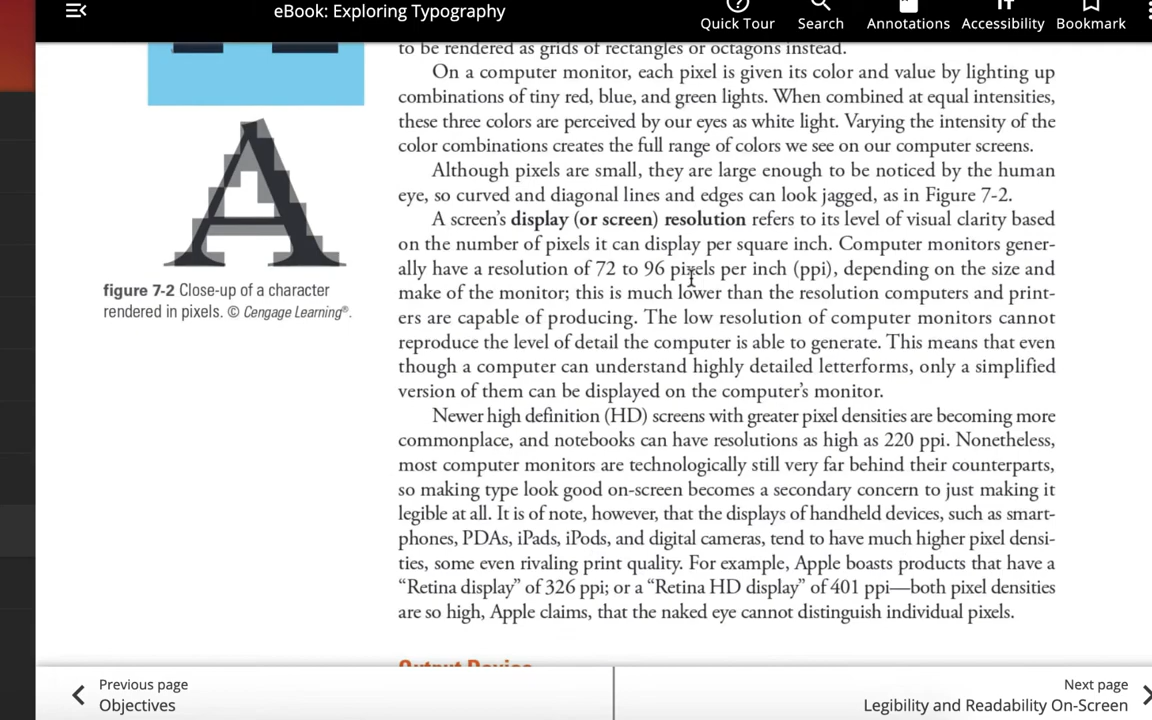 eBook: Exploring Typography
Quick Tour
Search
Annotations
Accessibility
Bookmark
to be rendered as grids of rectangles or octagons instead.
On a computer monitor, each pixel is given its color and value by lighting up
combinations of tiny red, blue, and green lights. When combined at equal intensities,
these three colors are perceived by our eyes as white light. Varying the intensity of the
color combinations creates the full range of colors we see on our computer screens.
Although pixels are small, they are large enough to be noticed by the human
eye, so curved and diagonal lines and edges can look jagged, as in Figure 7-2.
A screen's display (or screen) resolution refers to its level of visual clarity based
on the number of pixels it can display per square inch. Computer monitors gener-
ally have a resolution of 72 to 96 pixels per inch (ppi), depending on the size and
make of the monitor; this is much lower than the resolution computers and print-
ers are capable of producing. The low resolution of computer monitors cannot
reproduce the level of detail the computer is able to generate. This means that even
though a computer can understand highly detailed letterforms, only a simplified
version of them can be displayed on the computer's monitor.
Newer high definition (HD) screens with greater pixel densities are becoming more
commonplace, and notebooks can have resolutions as high as 220 ppi. Nonetheless,
most computer monitors are technologically still very far behind their counterparts,
so making type look good on-screen becomes a secondary concern to just making it
legible at all. It is of note, however, that the displays of handheld devices, such as smart-
phones, PDAs, iPads, iPods, and digital cameras, tend to have much higher pixel densi-
ties, some even rivaling print quality. For example, Apple boasts products that have a
“Retina display” of 326 ppi; or a “Retina HD display” of 401 ppi—both pixel densities
are so high, Apple claims, that the naked eye cannot distinguish individual pixels.
A
figure 7-2 Close-up of a character
rendered in pixels. © Cengage Learning®.
Output Device
Previous page
Objectives
Next page
Legibility and Readability On-Screen